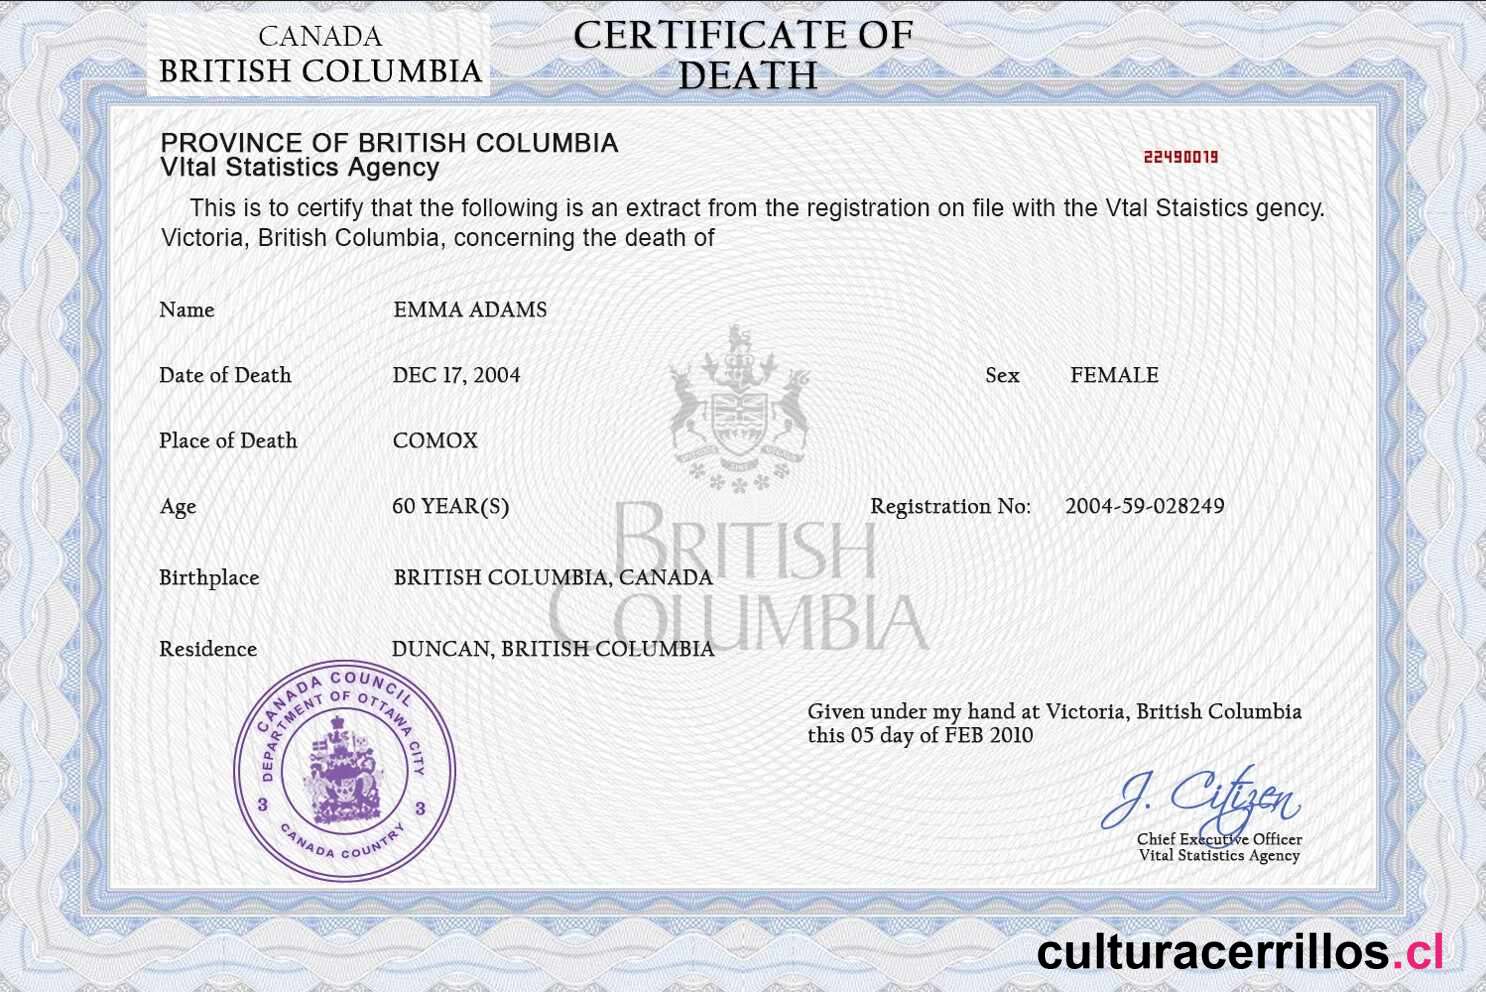 CANADA
BRITISH COLUMBIA
CERTIFICATE OF
DEATH
PROVINCE OF BRITISH COLUMBIA
VItal Statistics Agency
22490019
This is to certify that the following is an extract from the registration on file with the Vtal Staistics gency.
Victoria, British Columbia, concerning the death of
Name EMMA ADAMS
Date of Death DEC 17, 2004 Sex FEMALE
Place of Death COMOX
Age 60 YEAR(S) Registration No: 2004-59-028249
BRITISH
COLUMBIA
Birthplace BRITISH COLUMBIA, CANADA
Residence DUNCAN, BRITISH COLUMBIA
CANADA COUNCIL
DEPARTMENT OF OTTAWA CITY
3 3
CANADA COUNTRY
Given under my hand at Victoria, British Columbia
this 05 day of FEB 2010
J. Citizen
Chief Executive Officer
Vital Statistics Agency
culturacerrillos.cl